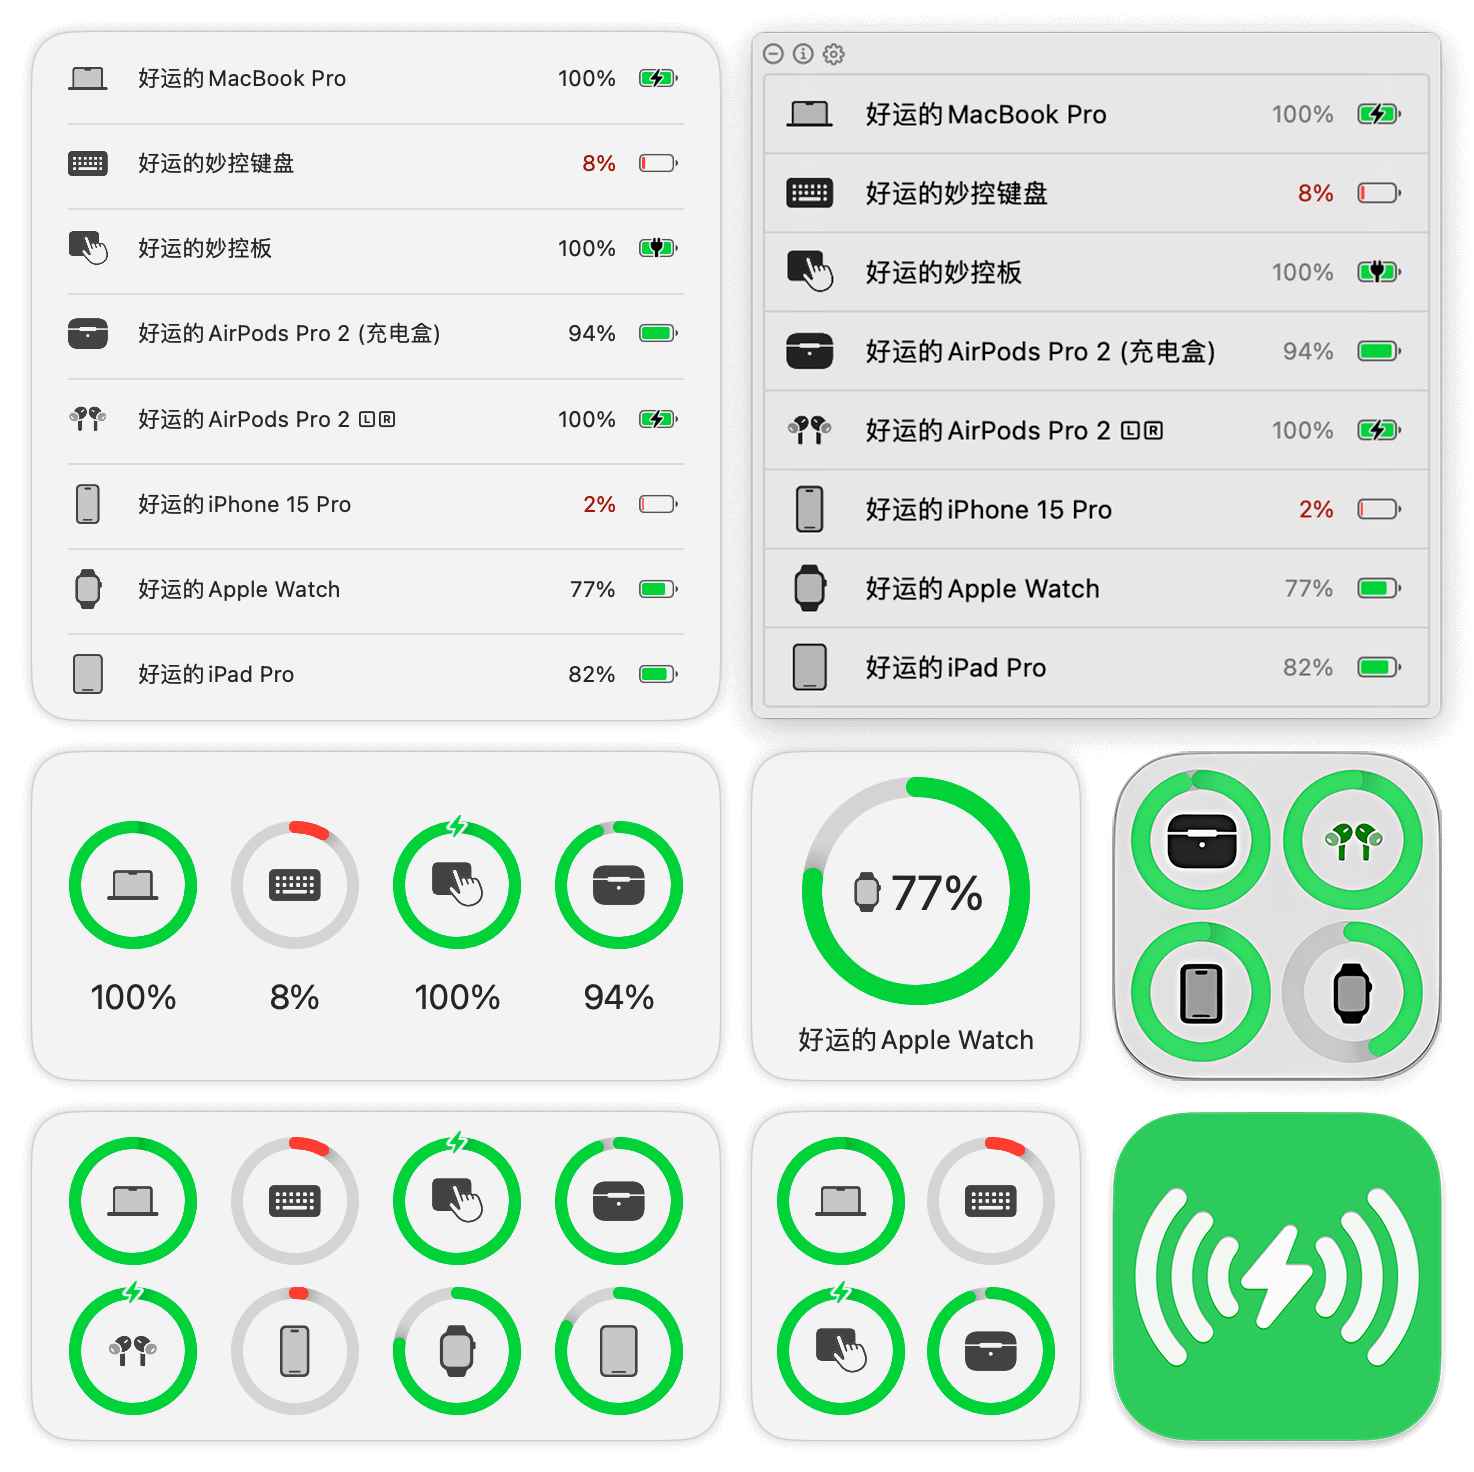 好运的MacBook Pro 100%
好运的妙控键盘 8%
好运的妙控板 100%
好运的AirPods Pro 2 (充电盒) 94%
好运的AirPods Pro 2 L R 100%
好运的iPhone 15 Pro 2%
好运的Apple Watch 77%
好运的iPad Pro 82%
好运的MacBook Pro 100%
好运的妙控键盘 8%
好运的妙控板 100%
好运的AirPods Pro 2 (充电盒) 94%
好运的AirPods Pro 2 L R 100%
好运的iPhone 15 Pro 2%
好运的Apple Watch 77%
好运的iPad Pro 82%
100% 8% 100% 94%
77%
好运的Apple Watch